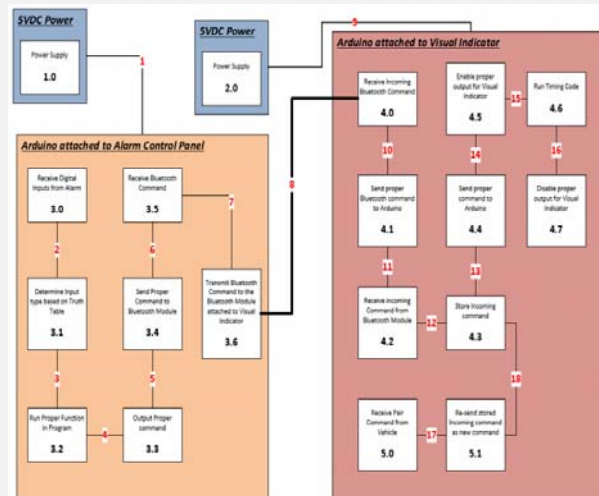 5VDC Power
Power Supply
1.0
1
5VDC Power
Power Supply
2.0
9
Arduino attached to Alarm Control Panel
Receive Digital
Inputs from Alarm
3.0
2
Determine Input
type based on Truth
Table
3.1
3
Run Proper Function
in Program
3.2
4
Output Proper
command
3.3
5
Send Proper
Command to
Bluetooth Module
3.4
6
Receive Bluetooth
Command
3.5
7
Transmit Bluetooth
Command to the
Bluetooth Module
attached to Visual
Indicator
3.6
8
Arduino attached to Visual Indicator
Receive Incoming
Bluetooth Command
4.0
10
Send proper
Bluetooth command
to Arduino
4.1
11
Receive Incoming
Command from
Bluetooth Module
4.2
12
Store Incoming
command
4.3
13
Send proper
command to
Arduino
4.4
14
Enable proper
output for Visual
Indicator
4.5
15
Run Timing Code
4.6
16
Disable proper
output for Visual
Indicator
4.7
Receive Pair
Command from
Vehicle
5.0
17
Re-send stored
Incoming command
as new command
5.1
18